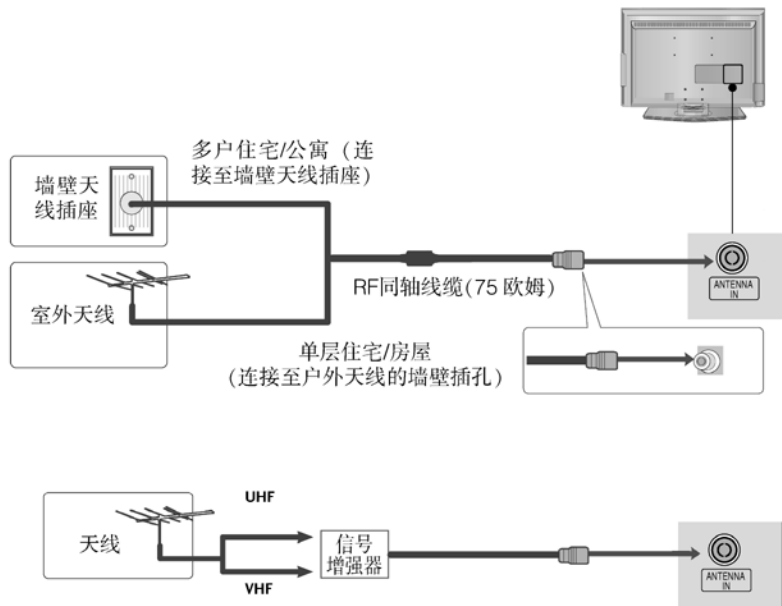 多户住宅/公寓（连
接至墙壁天线插座）
墙壁天
线插座
RF同轴线缆(75 欧姆)
ANTENNA
IN
室外天线
单层住宅/房屋
(连接至户外天线的墙壁插孔)
UHF
天线
信号
增强器
VHF
ANTENNA
IN